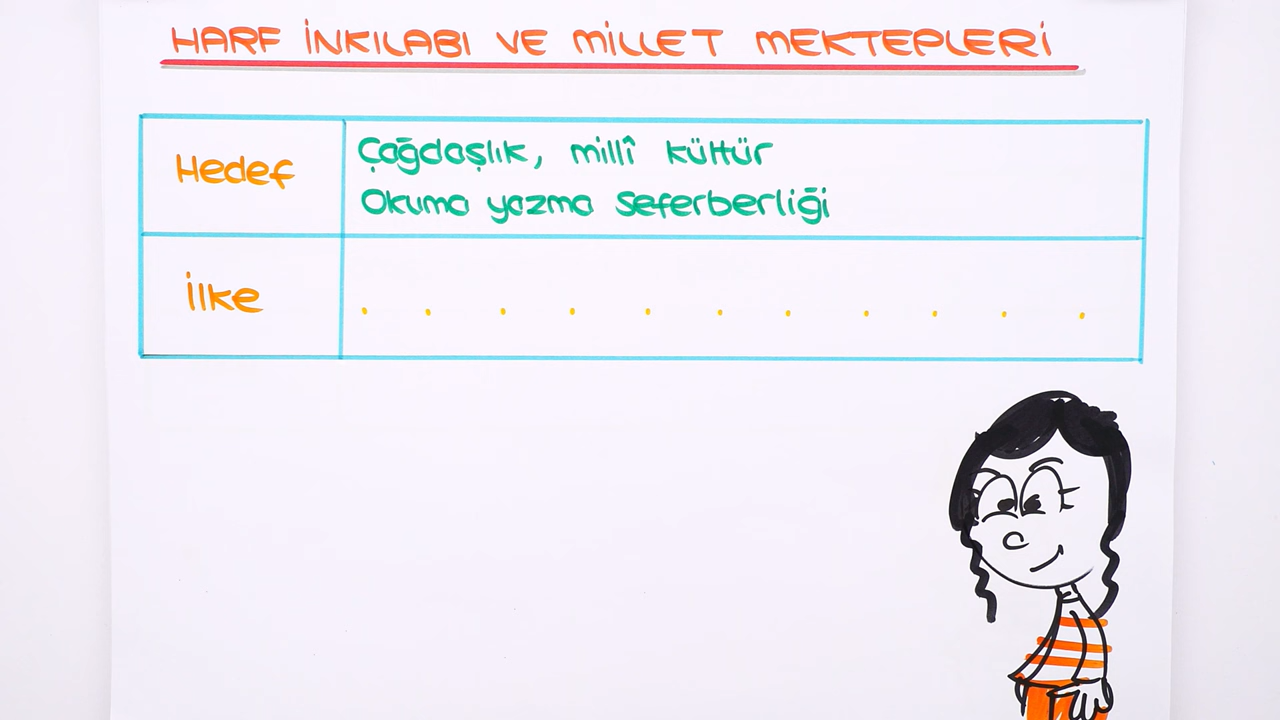 HARF İNKILABI VE MİLLET MEKTEPLERİ
Hedef
Çağdaşlık, millî kültür
Okuma yazma seferberliği
İlke
. . . . . . . . . . .